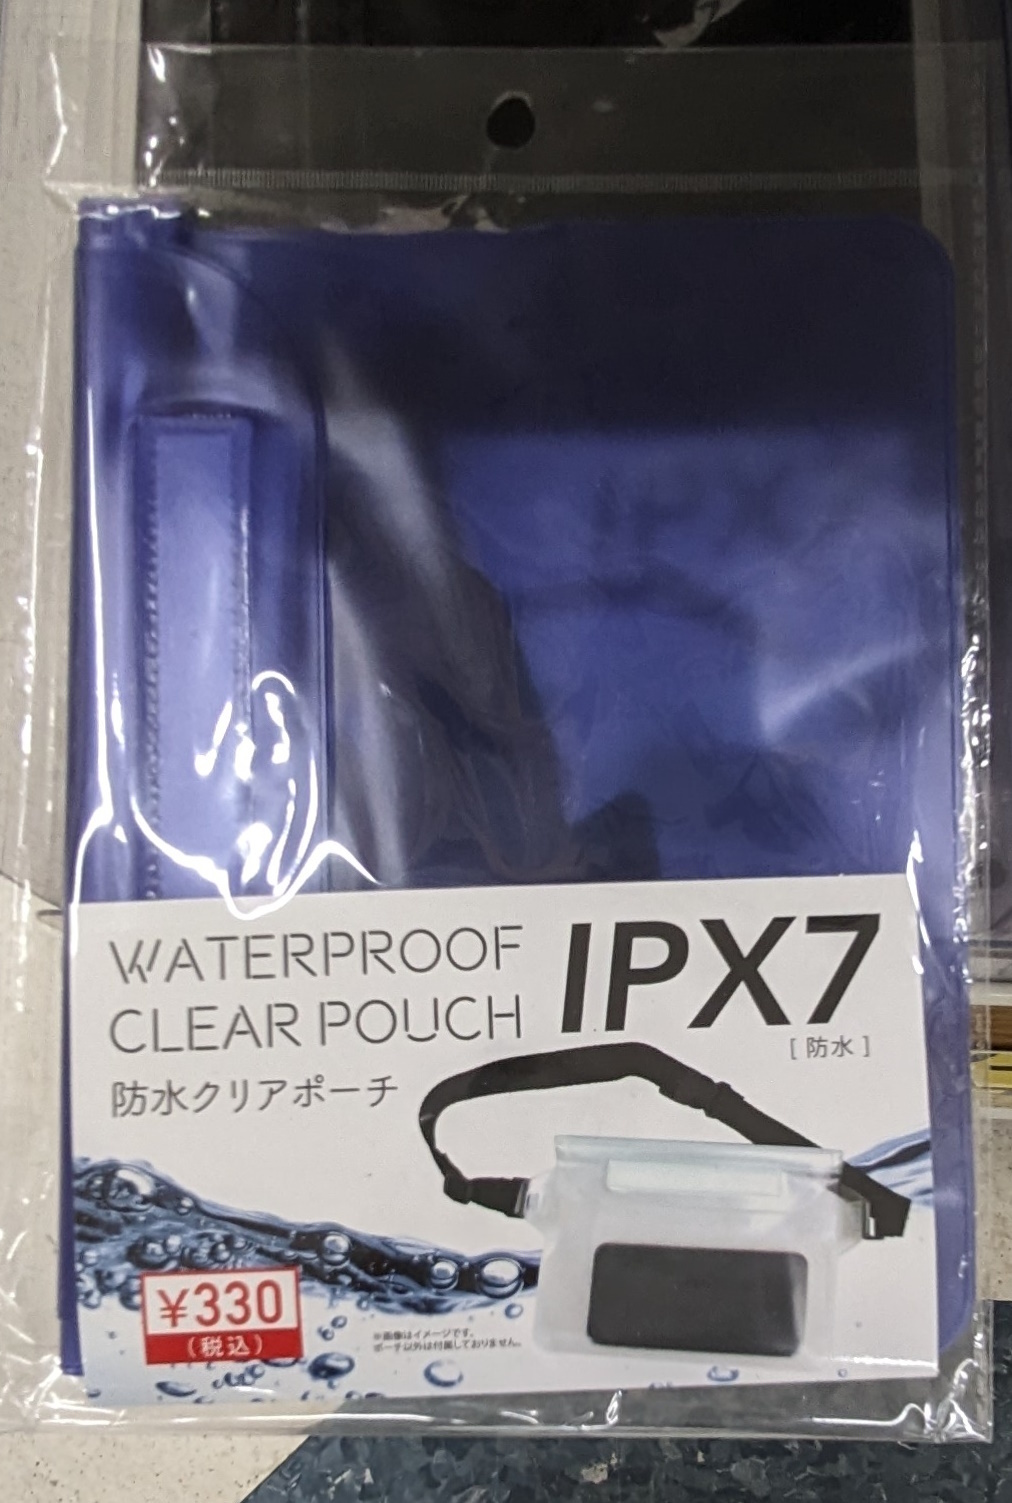 WATERPROOF
CLEAR POUCH
IPX7
[ 防水 ]
防水クリアポーチ
¥330
(税込)
※画像はイメージです。
ポーチ以外は付属しておりません。